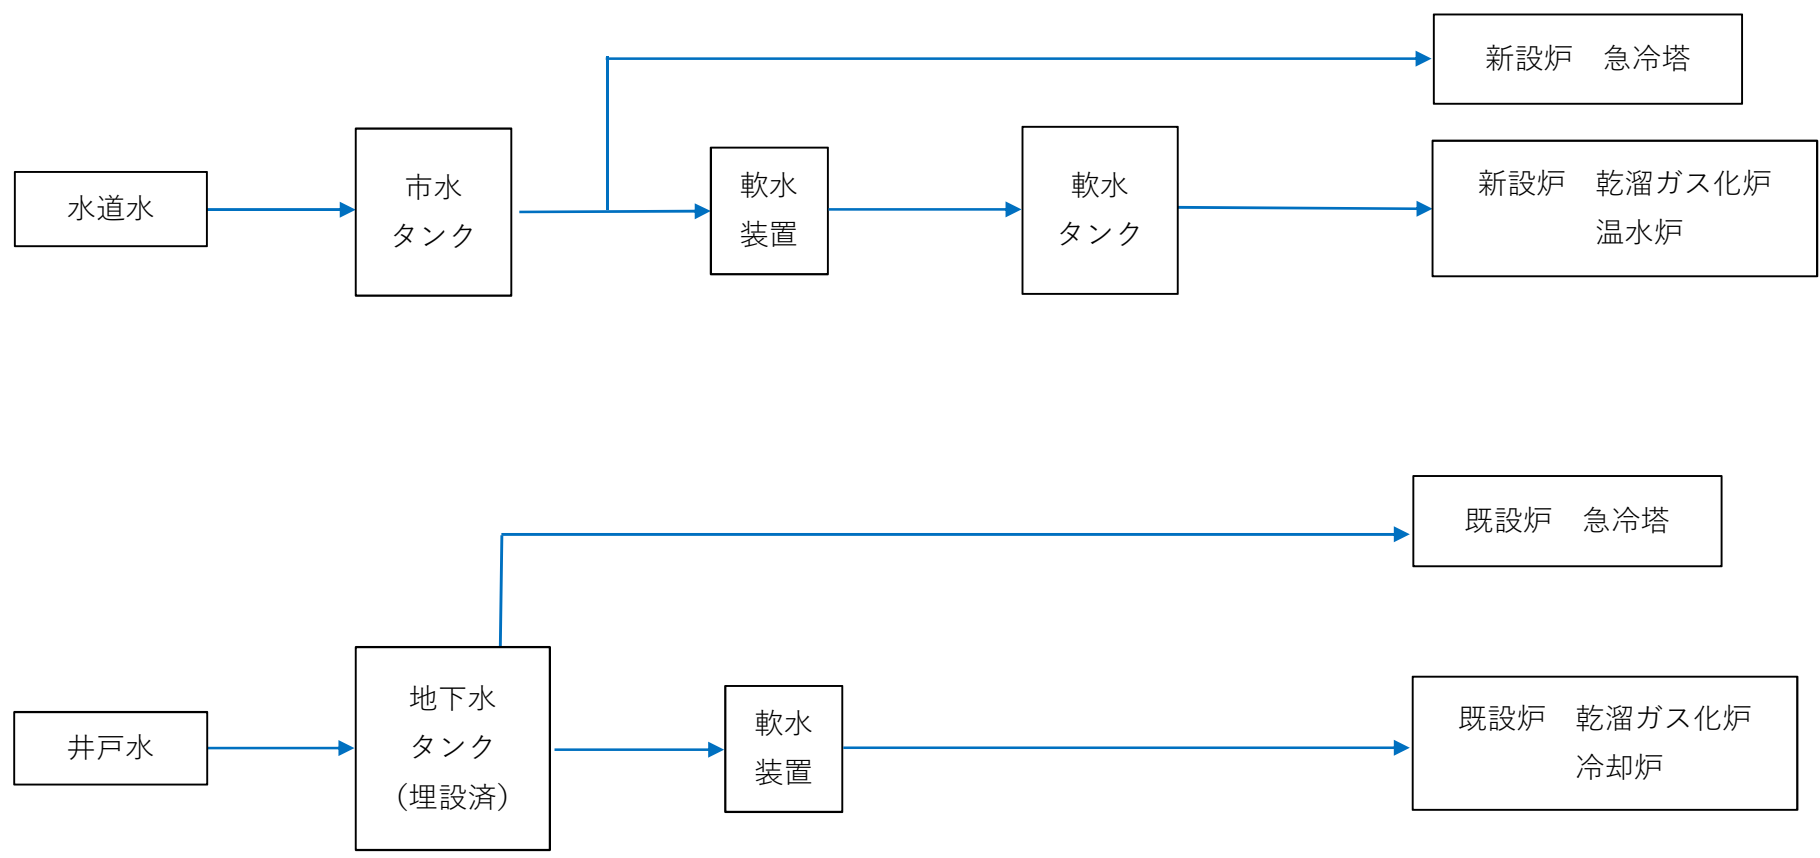 新設炉　急冷塔
水道水
市水
タンク
軟水
装置
軟水
タンク
新設炉　乾溜ガス化炉
温水炉
既設炉　急冷塔
井戸水
地下水
タンク
（埋設済）
軟水
装置
既設炉　乾溜ガス化炉
冷却炉